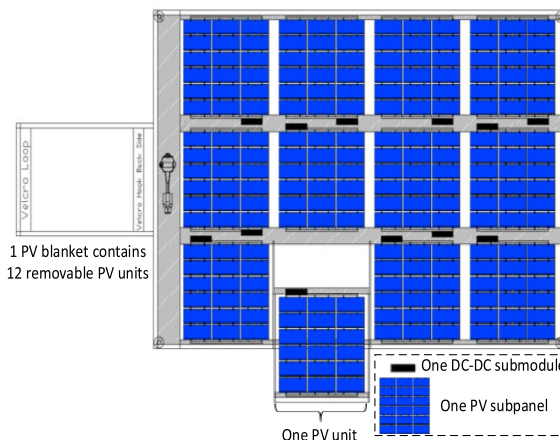 Velcro Loop
Velcro Hook Back Side
1 PV blanket contains
12 removable PV units
One DC-DC submodule
One PV subpanel
One PV unit